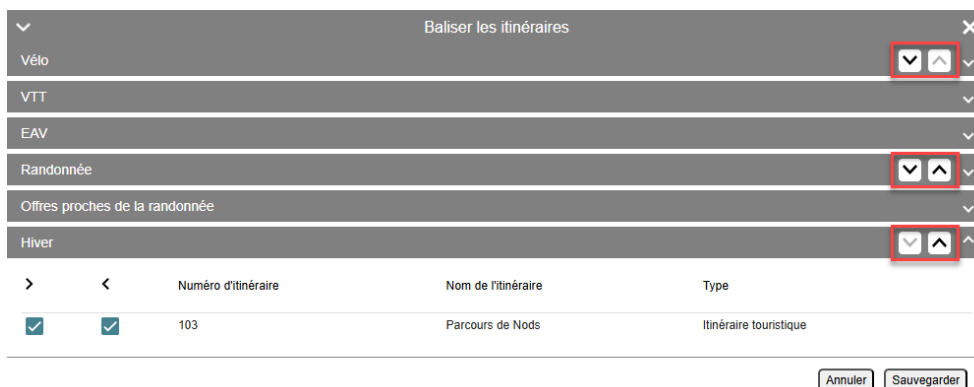 Baliser les itinéraires
Vélo
VTT
EAV
Randonnée
Offres proches de la randonnée
Hiver
> < Numéro d'itinéraire Nom de l'itinéraire Type
103 Parcours de Nods Itinéraire touristique
Annuler Sauvegarder